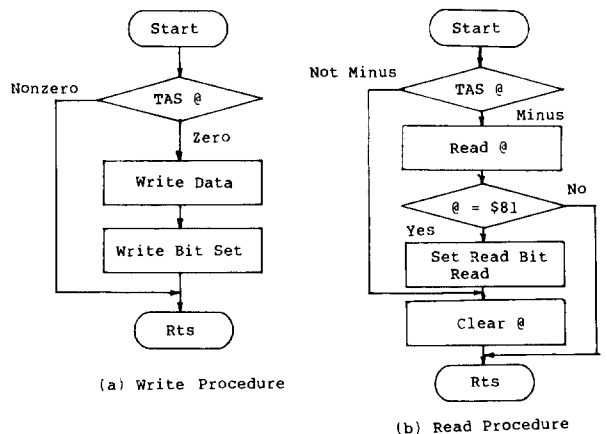 Start
Nonzero
TAS @
Zero
Write Data
Write Bit Set
Rts
(a) Write Procedure
Start
Not Minus
TAS @
Minus
Read @
No
@ = $81
Yes
Set Read Bit
Read
Clear @
Rts
(b) Read Procedure